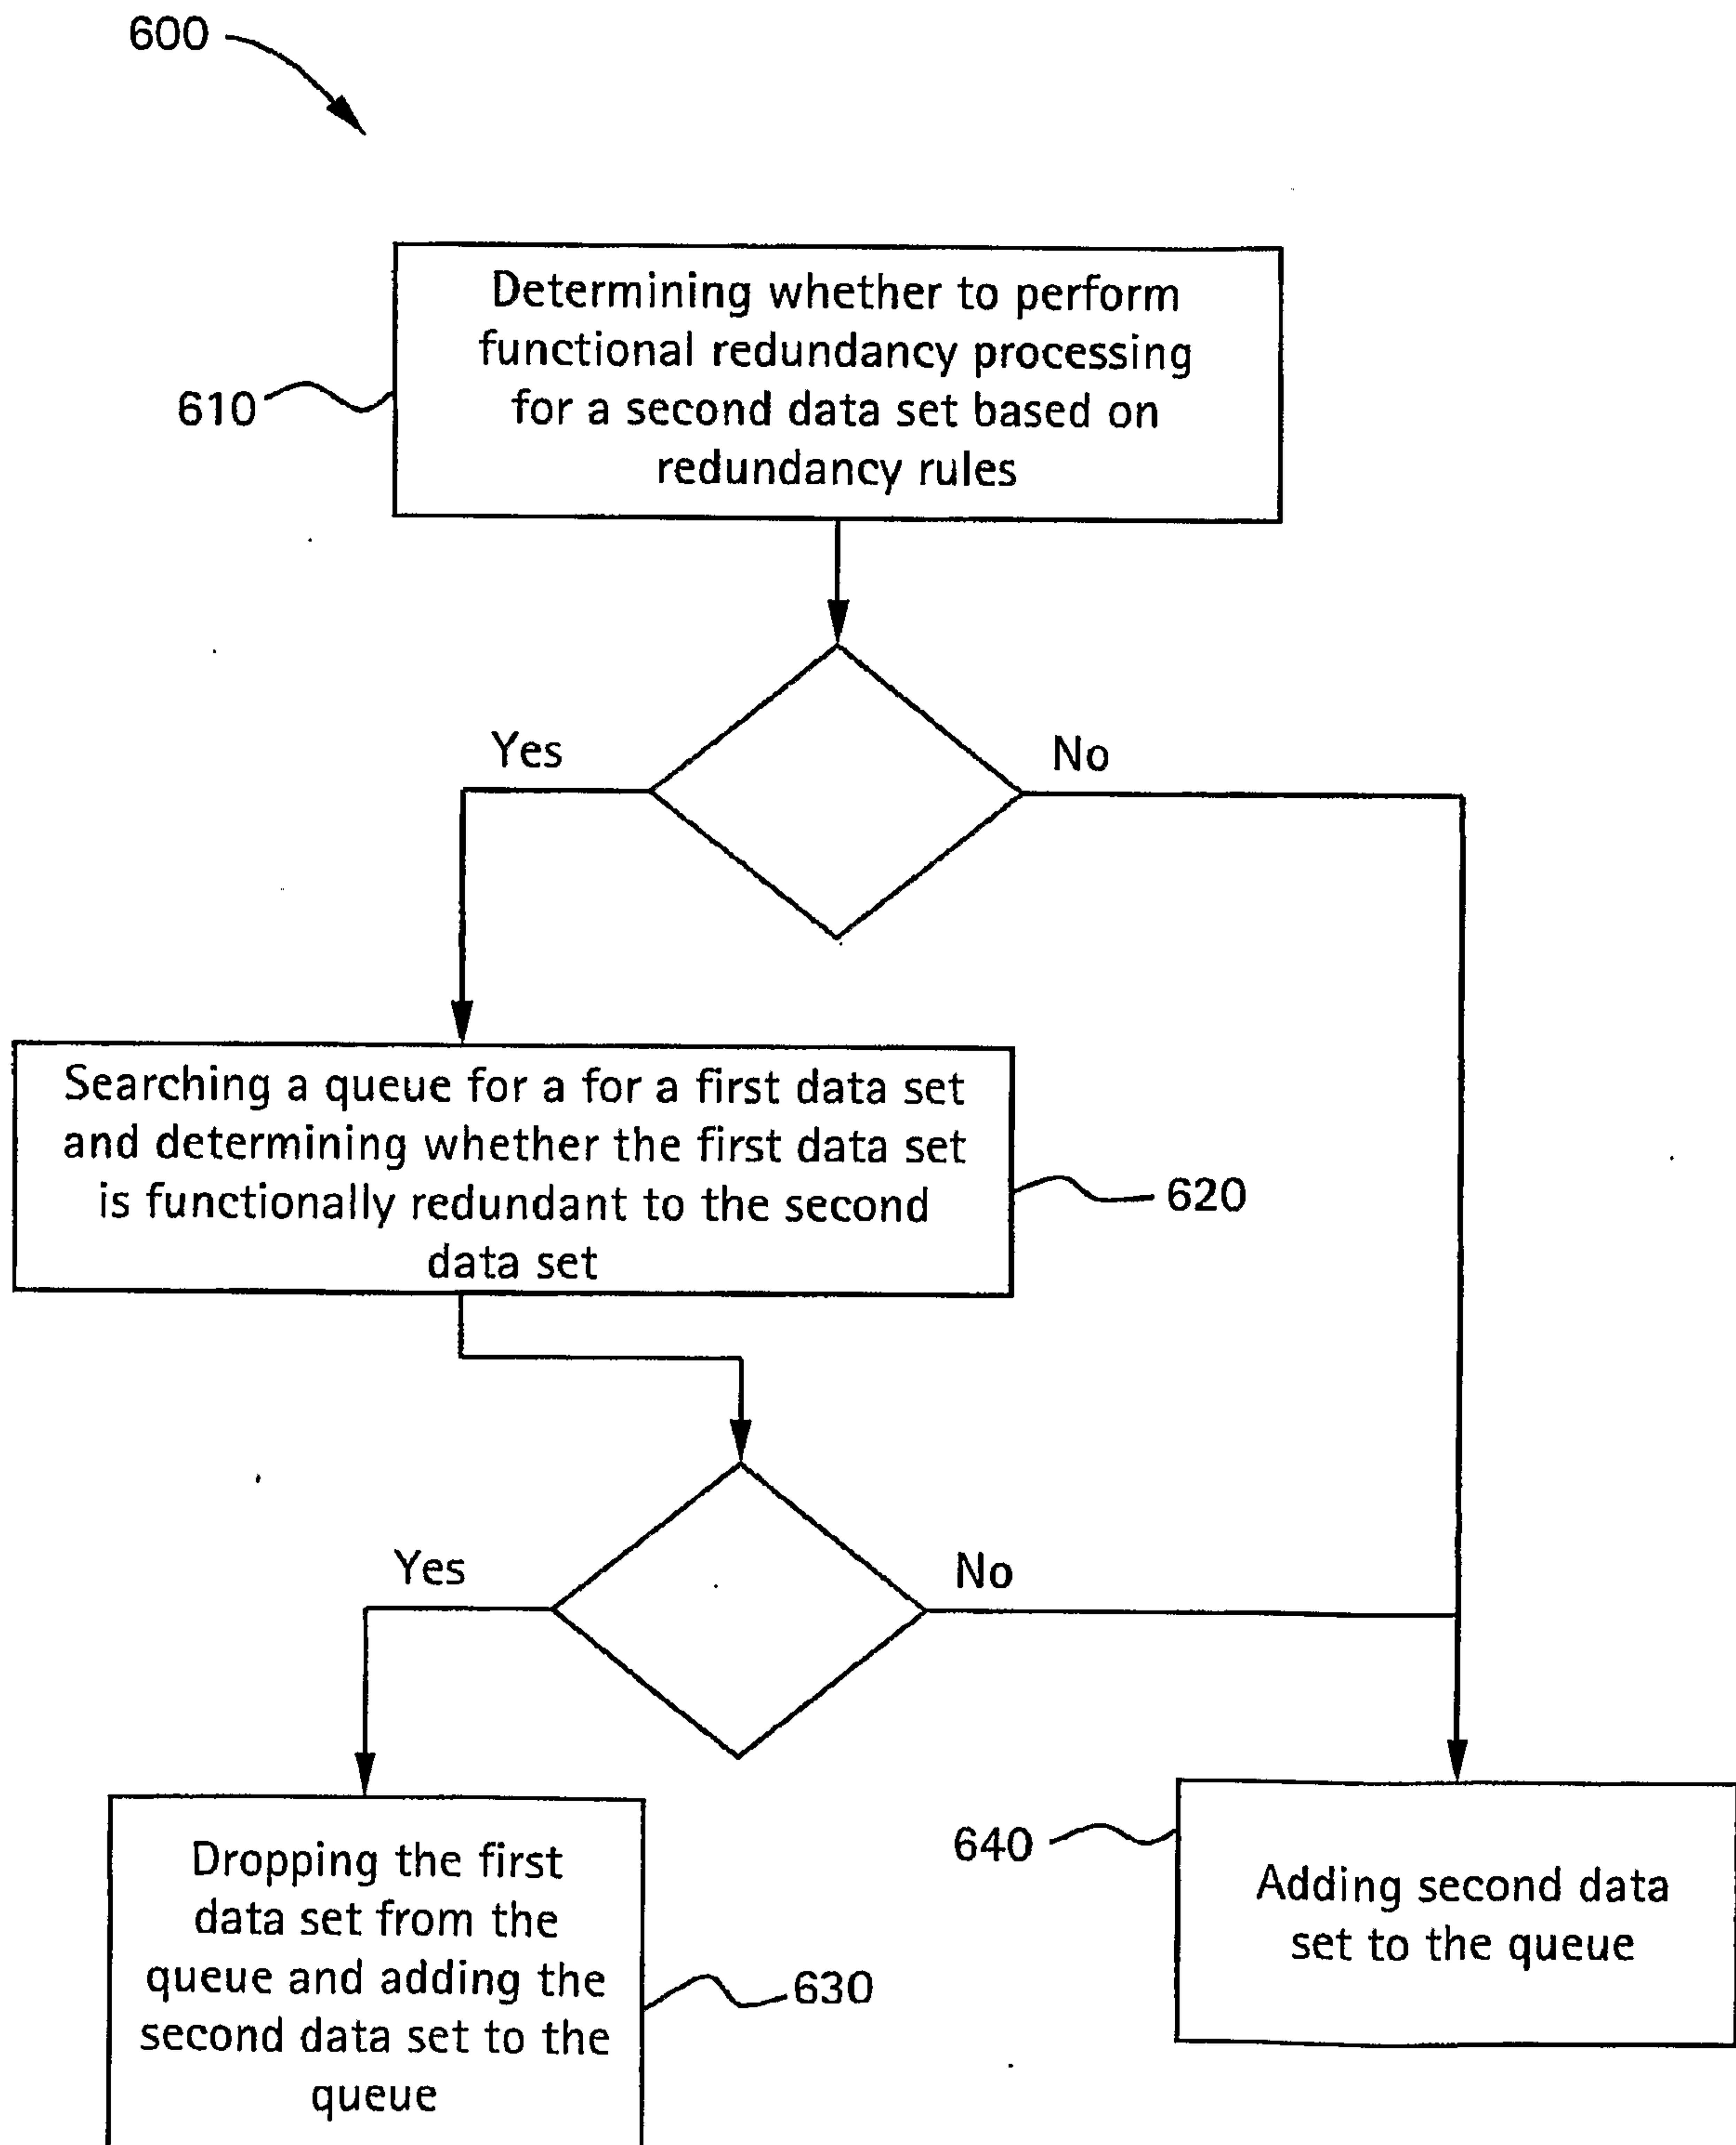 600
Determining whether to perform
functional redundancy processing
for a second data set based on
redundancy rules
610
Yes
No
Searching a queue for a for a first data set
and determining whether the first data set
is functionally redundant to the second
data set
620
Yes
No
Dropping the first
data set from the
queue and adding the
second data set to the
queue
630
640
Adding second data
set to the queue